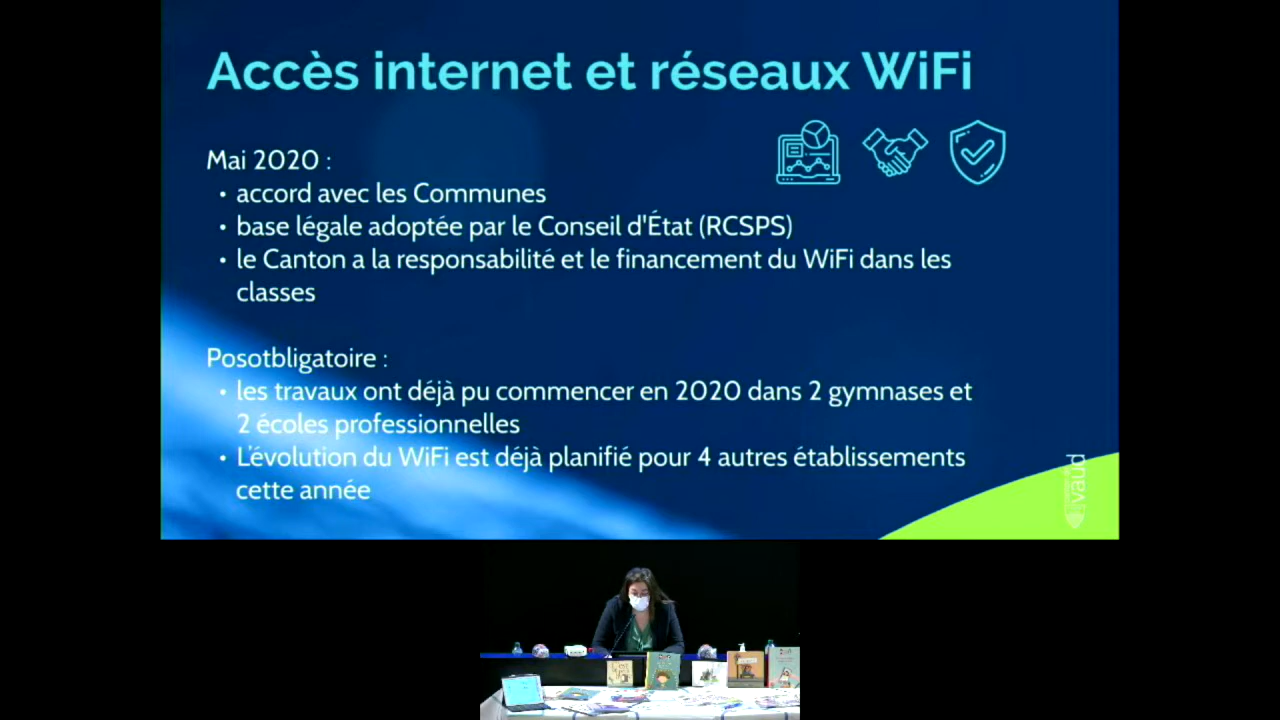 Accès internet et réseaux WiFi
Mai 2020 :
• accord avec les Communes
• base légale adoptée par le Conseil d'État (RCSPS)
• le Canton a la responsabilité et le financement du WiFi dans les
classes
Posotbligatoire :
• les travaux ont déjà pu commencer en 2020 dans 2 gymnases et
2 écoles professionnelles
• L'évolution du WiFi est déjà planifié pour 4 autres établissements
cette année
vaud